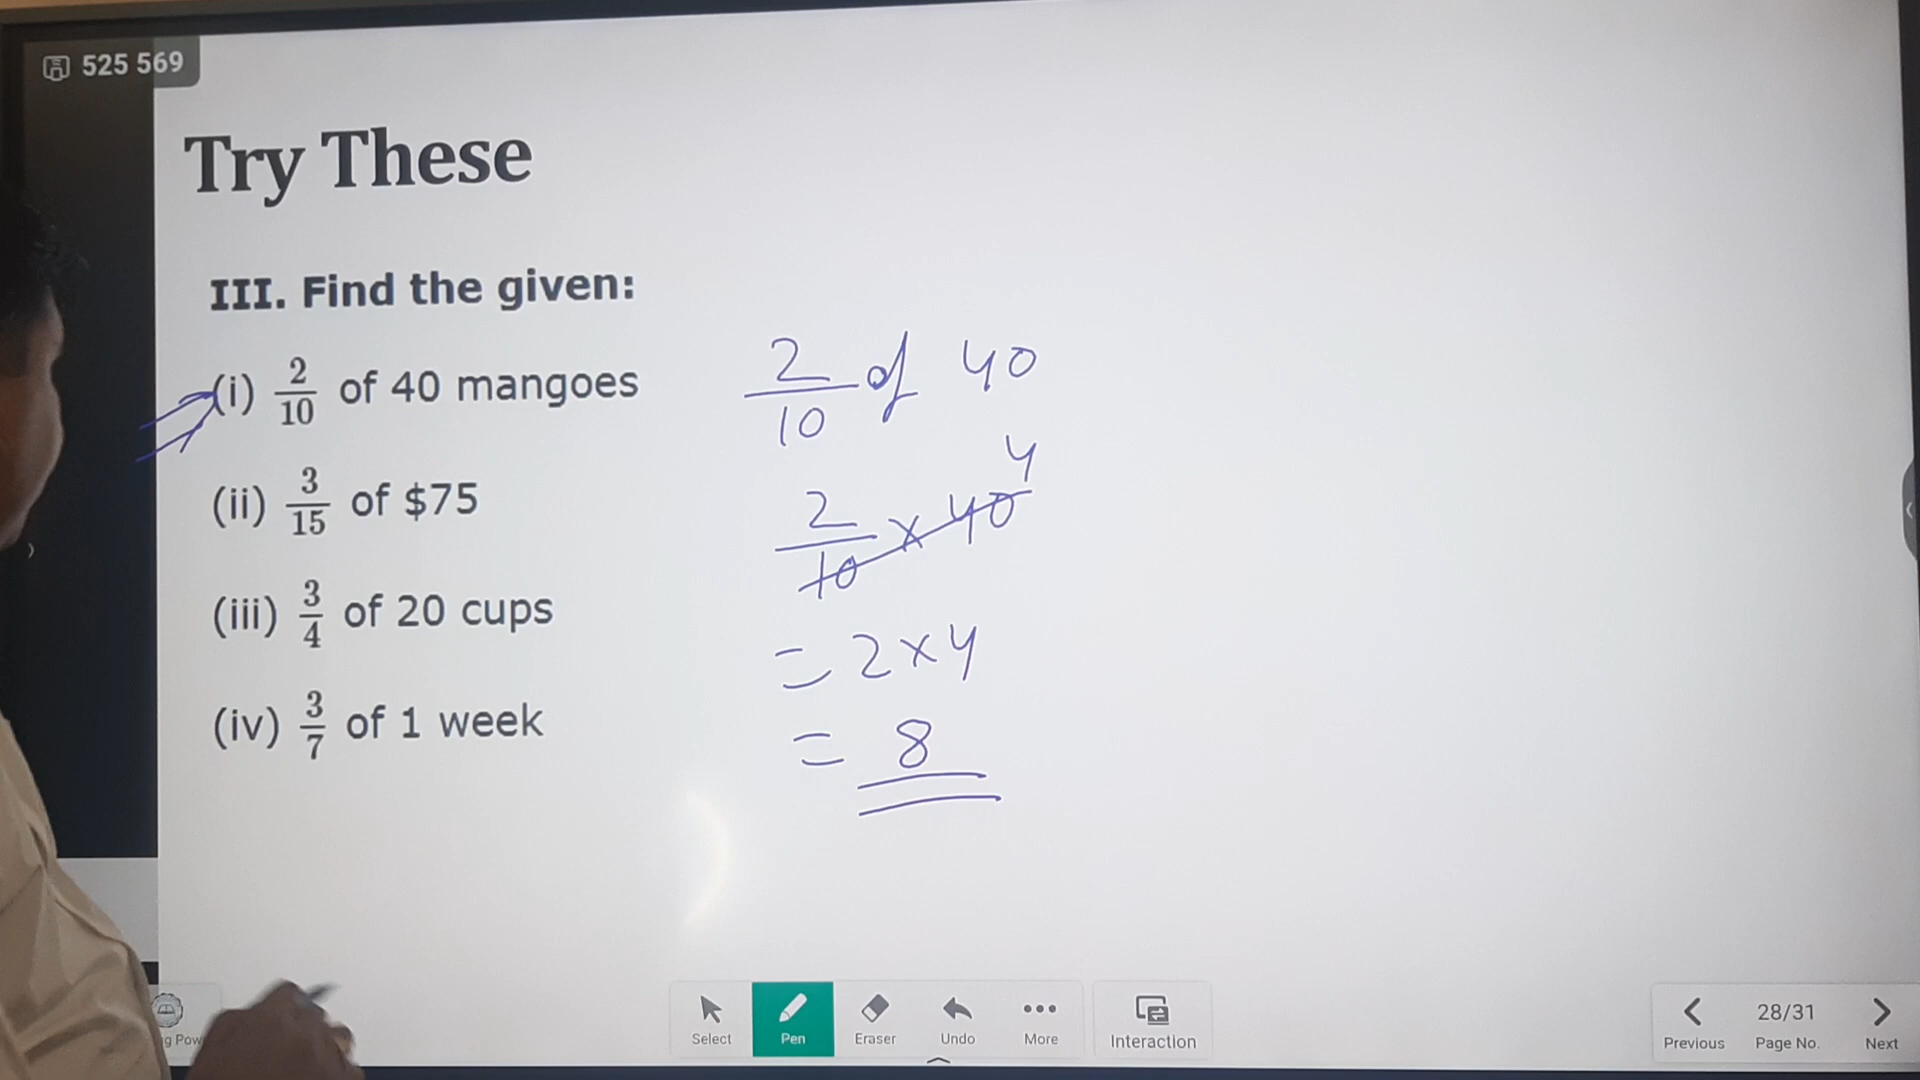 525 569
Try These
III. Find the given:
(i) 2/10 of 40 mangoes
(ii) 3/15 of $75
(iii) 3/4 of 20 cups
(iv) 3/7 of 1 week
2/10 of 40
4
2/10 × 40
= 2 × 4
= 8
Select
Pen
Eraser
Undo
More
Interaction
Previous
28/31
Page No.
Next